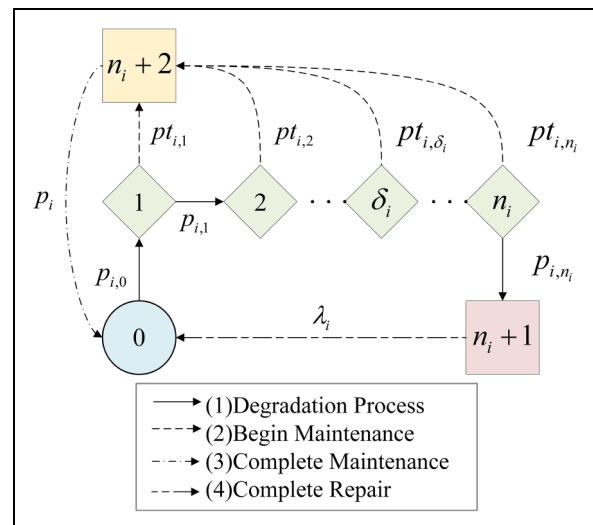 n_i + 2
pt_{i,1}
pt_{i,2}
pt_{i,δ_i}
pt_{i,n_i}
p_i
1
2
· · ·
δ_i
· · ·
n_i
p_{i,1}
p_{i,0}
p_{i,n_i}
λ_i
0
n_i + 1
(1)Degradation Process
(2)Begin Maintenance
(3)Complete Maintenance
(4)Complete Repair